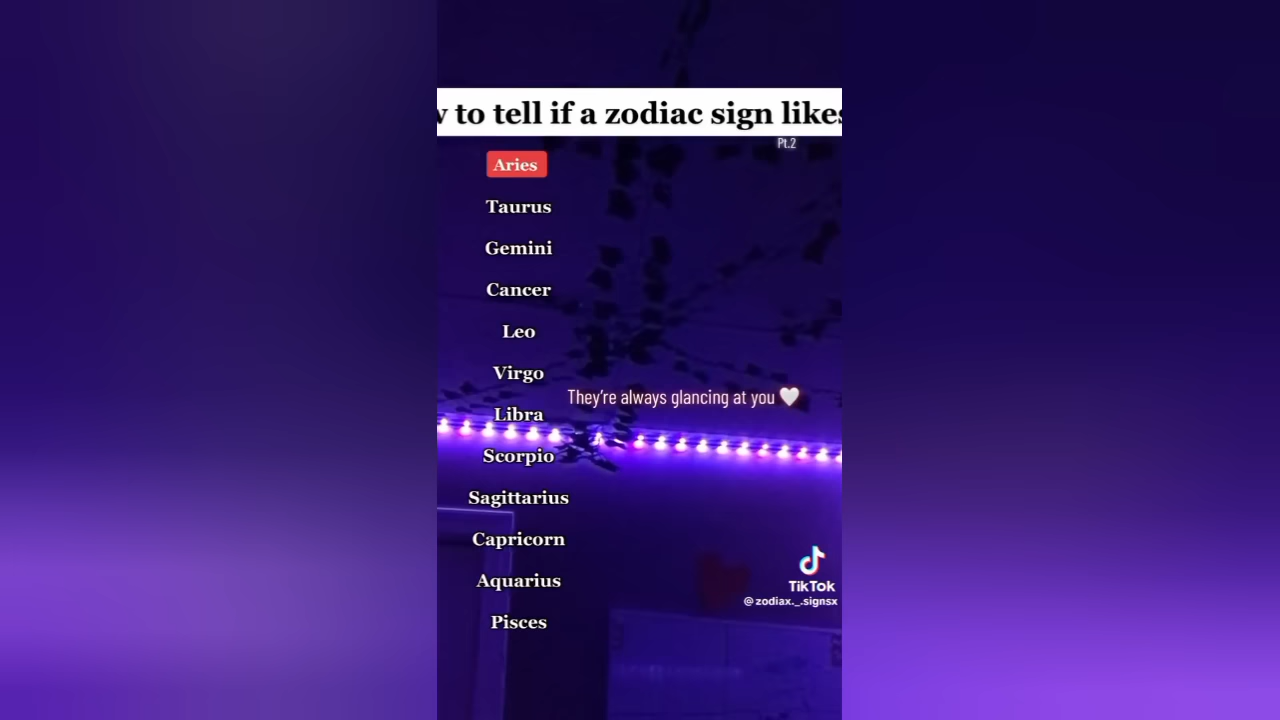 to tell if a zodiac sign likes
Pt.2
Aries
Taurus
Gemini
Cancer
Leo
Virgo
They're always glancing at you 🤍
Libra
Scorpio
Sagittarius
Capricorn
Aquarius
Pisces
TikTok
@zodiax._.signsx